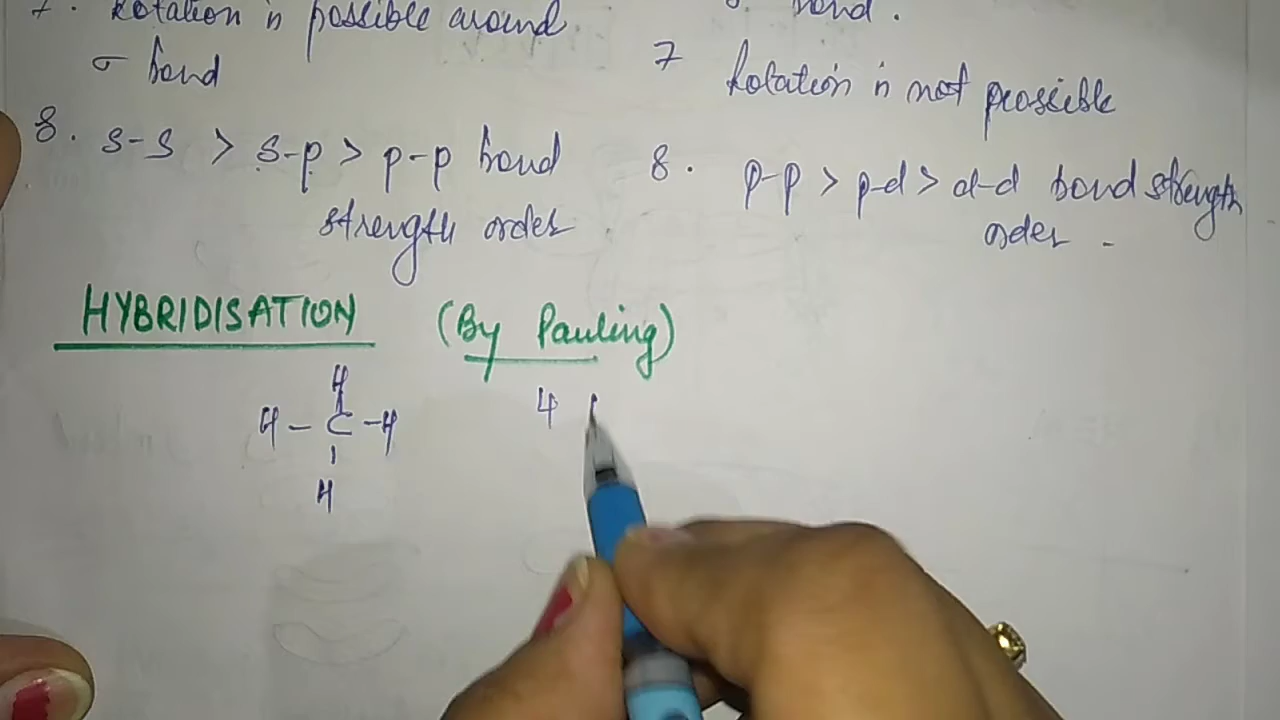 7. Rotation is possible around
σ bond
8. s-s > s-p > p-p bond
strength order
bond.
7 Rotation is not possible
8. p-p > p-d > d-d bond strength
order -
HYBRIDISATION (By Pauling)
H
H - C - H
H
4